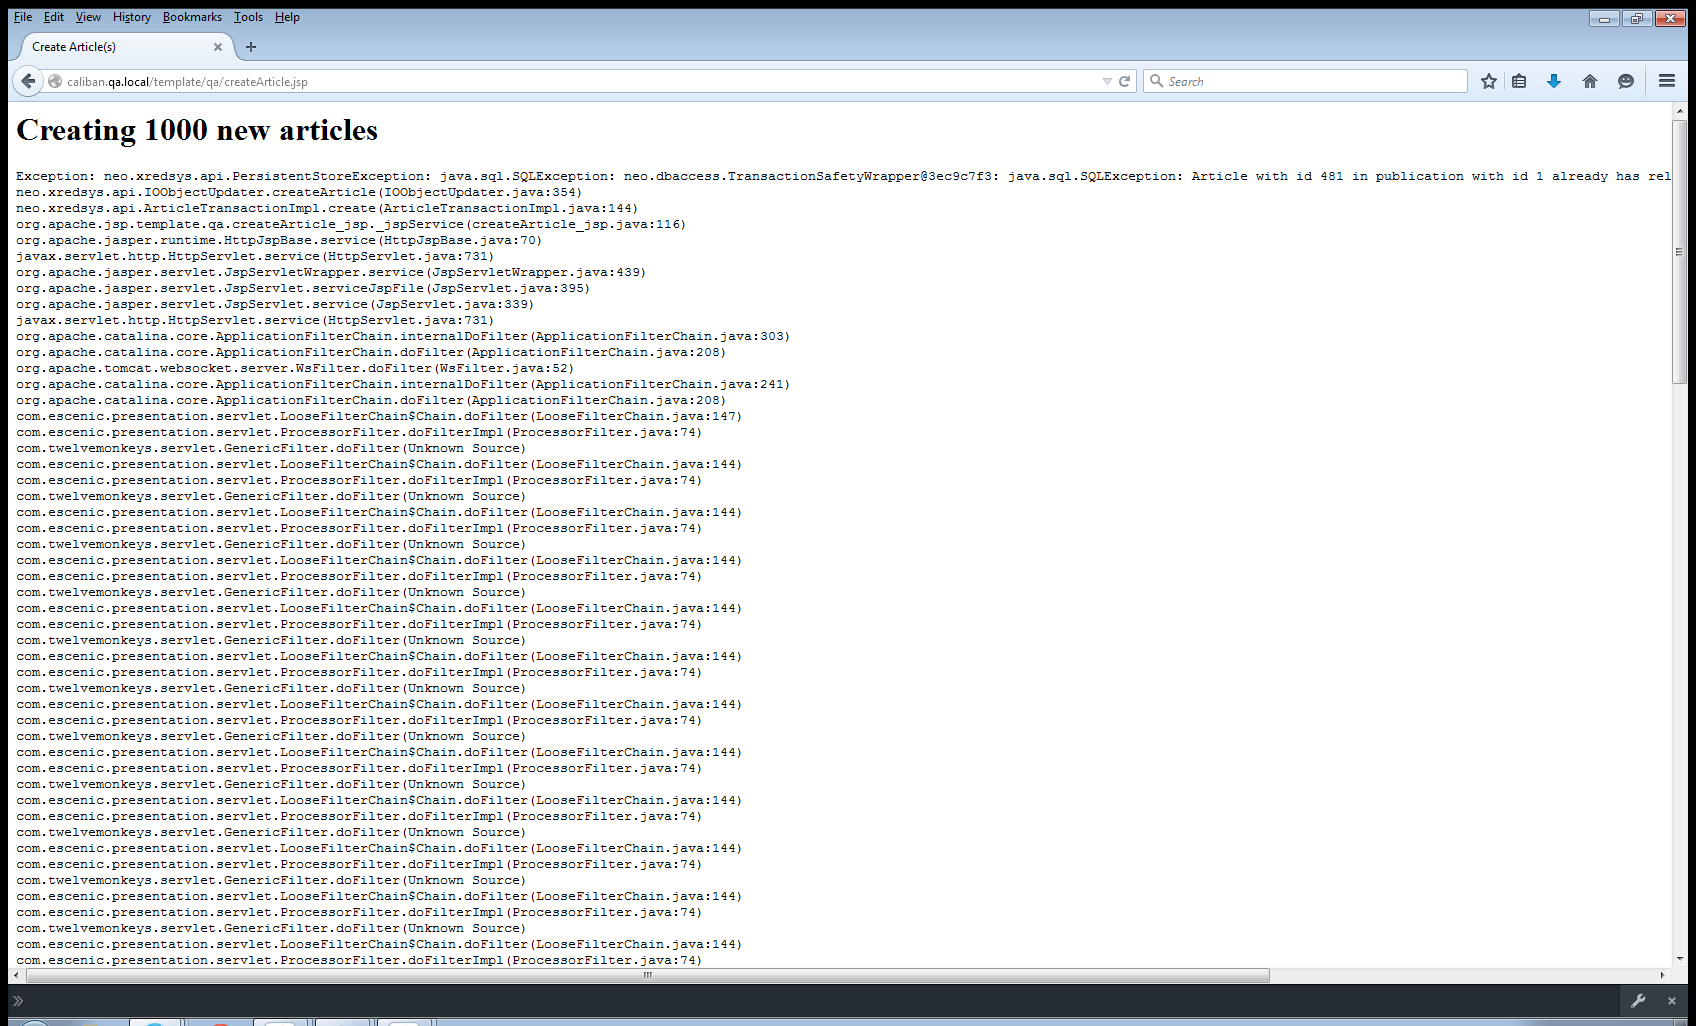 File Edit View History Bookmarks Tools Help
Create Article(s)
caliban.qa.local/template/qa/createArticle.jsp
Search
Creating 1000 new articles
Exception: neo.xredsys.api.PersistentStoreException: java.sql.SQLException: neo.dbaccess.TransactionSafetyWrapper@3ec9c7f3: java.sql.SQLException: Article with id 481 in publication with id 1 already has rel
neo.xredsys.api.IOObjectUpdater.createArticle(IOObjectUpdater.java:354)
neo.xredsys.api.ArticleTransactionImpl.create(ArticleTransactionImpl.java:144)
org.apache.jsp.template.qa.createArticle_jsp._jspService(createArticle_jsp.java:116)
org.apache.jasper.runtime.HttpJspBase.service(HttpJspBase.java:70)
javax.servlet.http.HttpServlet.service(HttpServlet.java:731)
org.apache.jasper.servlet.JspServletWrapper.service(JspServletWrapper.java:439)
org.apache.jasper.servlet.JspServlet.serviceJspFile(JspServlet.java:395)
org.apache.jasper.servlet.JspServlet.service(JspServlet.java:339)
javax.servlet.http.HttpServlet.service(HttpServlet.java:731)
org.apache.catalina.core.ApplicationFilterChain.internalDoFilter(ApplicationFilterChain.java:303)
org.apache.catalina.core.ApplicationFilterChain.doFilter(ApplicationFilterChain.java:208)
org.apache.tomcat.websocket.server.WsFilter.doFilter(WsFilter.java:52)
org.apache.catalina.core.ApplicationFilterChain.internalDoFilter(ApplicationFilterChain.java:241)
org.apache.catalina.core.ApplicationFilterChain.doFilter(ApplicationFilterChain.java:208)
com.escenic.presentation.servlet.LooseFilterChain$Chain.doFilter(LooseFilterChain.java:147)
com.escenic.presentation.servlet.ProcessorFilter.doFilterImpl(ProcessorFilter.java:74)
com.twelvemonkeys.servlet.GenericFilter.doFilter(Unknown Source)
com.escenic.presentation.servlet.LooseFilterChain$Chain.doFilter(LooseFilterChain.java:144)
com.escenic.presentation.servlet.ProcessorFilter.doFilterImpl(ProcessorFilter.java:74)
com.twelvemonkeys.servlet.GenericFilter.doFilter(Unknown Source)
com.escenic.presentation.servlet.LooseFilterChain$Chain.doFilter(LooseFilterChain.java:144)
com.escenic.presentation.servlet.ProcessorFilter.doFilterImpl(ProcessorFilter.java:74)
com.twelvemonkeys.servlet.GenericFilter.doFilter(Unknown Source)
com.escenic.presentation.servlet.LooseFilterChain$Chain.doFilter(LooseFilterChain.java:144)
com.escenic.presentation.servlet.ProcessorFilter.doFilterImpl(ProcessorFilter.java:74)
com.twelvemonkeys.servlet.GenericFilter.doFilter(Unknown Source)
com.escenic.presentation.servlet.LooseFilterChain$Chain.doFilter(LooseFilterChain.java:144)
com.escenic.presentation.servlet.ProcessorFilter.doFilterImpl(ProcessorFilter.java:74)
com.twelvemonkeys.servlet.GenericFilter.doFilter(Unknown Source)
com.escenic.presentation.servlet.LooseFilterChain$Chain.doFilter(LooseFilterChain.java:144)
com.escenic.presentation.servlet.ProcessorFilter.doFilterImpl(ProcessorFilter.java:74)
com.twelvemonkeys.servlet.GenericFilter.doFilter(Unknown Source)
com.escenic.presentation.servlet.LooseFilterChain$Chain.doFilter(LooseFilterChain.java:144)
com.escenic.presentation.servlet.ProcessorFilter.doFilterImpl(ProcessorFilter.java:74)
com.twelvemonkeys.servlet.GenericFilter.doFilter(Unknown Source)
com.escenic.presentation.servlet.LooseFilterChain$Chain.doFilter(LooseFilterChain.java:144)
com.escenic.presentation.servlet.ProcessorFilter.doFilterImpl(ProcessorFilter.java:74)
com.twelvemonkeys.servlet.GenericFilter.doFilter(Unknown Source)
com.escenic.presentation.servlet.LooseFilterChain$Chain.doFilter(LooseFilterChain.java:144)
com.escenic.presentation.servlet.ProcessorFilter.doFilterImpl(ProcessorFilter.java:74)
com.twelvemonkeys.servlet.GenericFilter.doFilter(Unknown Source)
com.escenic.presentation.servlet.LooseFilterChain$Chain.doFilter(LooseFilterChain.java:144)
com.escenic.presentation.servlet.ProcessorFilter.doFilterImpl(ProcessorFilter.java:74)
com.twelvemonkeys.servlet.GenericFilter.doFilter(Unknown Source)
com.escenic.presentation.servlet.LooseFilterChain$Chain.doFilter(LooseFilterChain.java:144)
com.escenic.presentation.servlet.ProcessorFilter.doFilterImpl(ProcessorFilter.java:74)
com.twelvemonkeys.servlet.GenericFilter.doFilter(Unknown Source)
com.escenic.presentation.servlet.LooseFilterChain$Chain.doFilter(LooseFilterChain.java:144)
com.escenic.presentation.servlet.ProcessorFilter.doFilterImpl(ProcessorFilter.java:74)